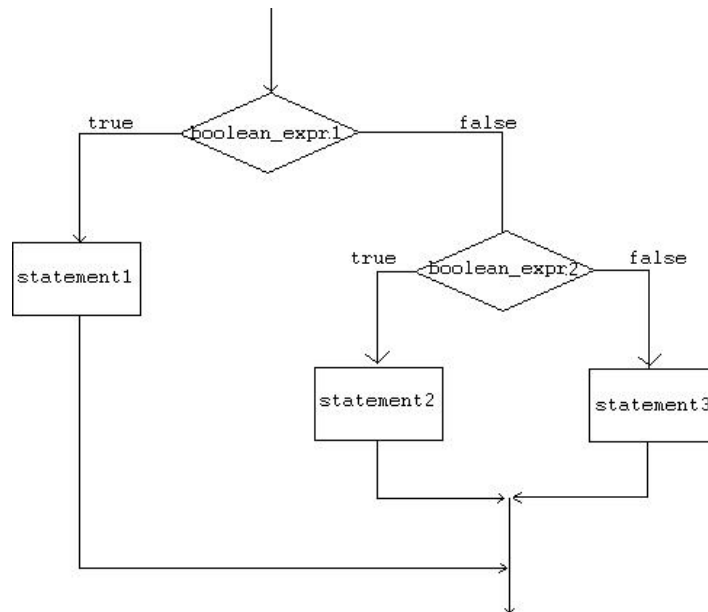 true
boolean_expr1
false
statement1
true
boolean_expr2
false
statement2
statement3